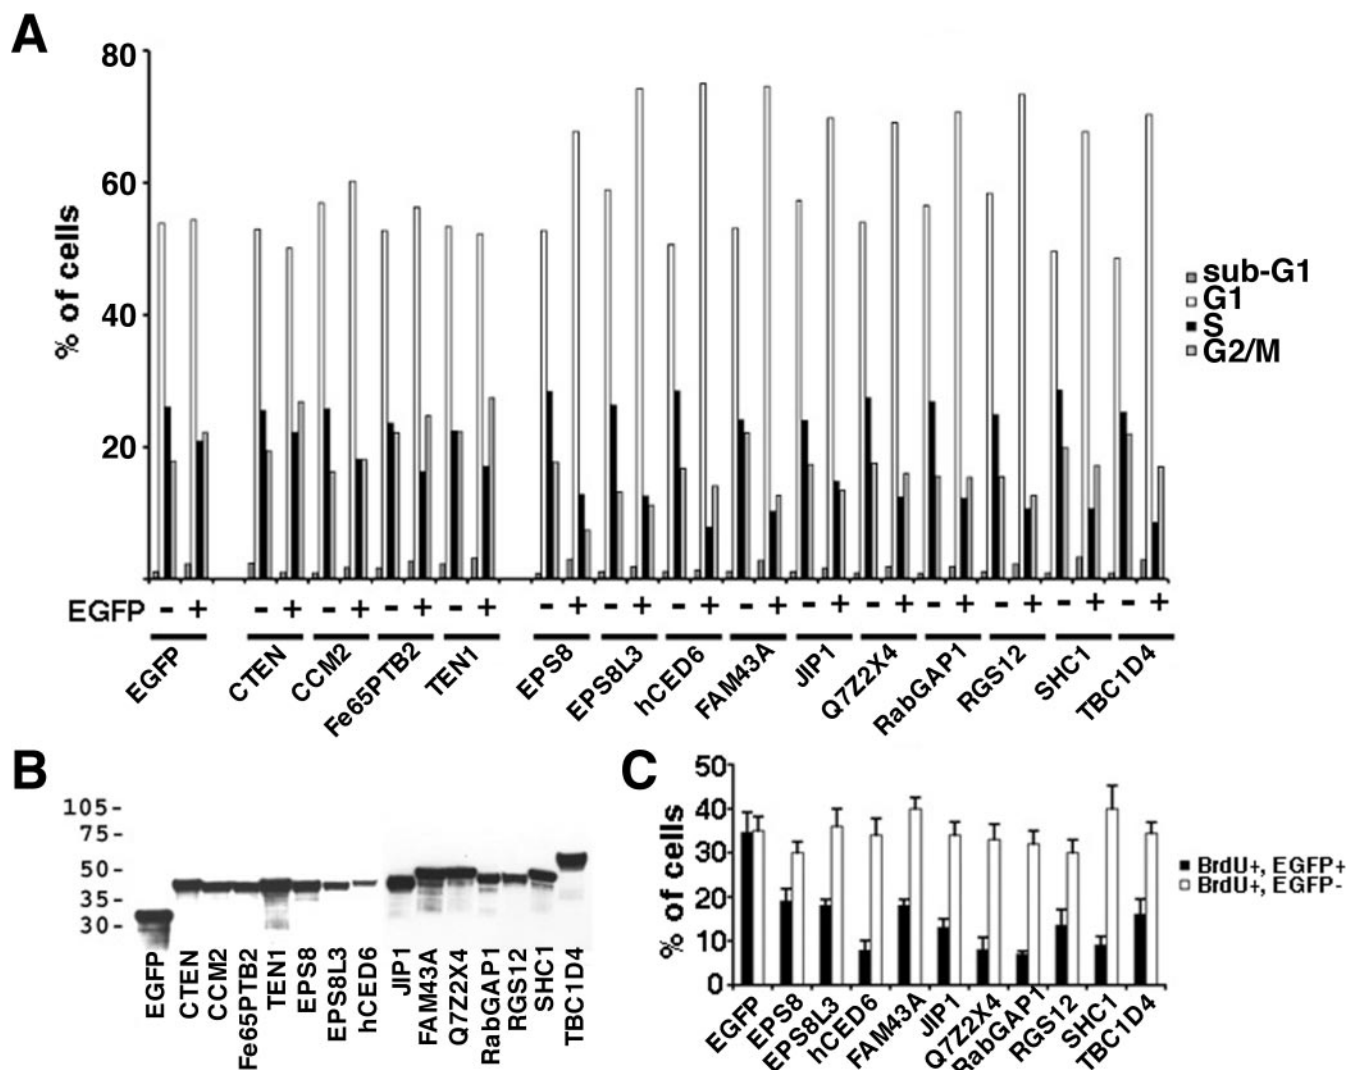 A
80
60
40
20
% of cells
sub-G1
G1
S
G2/M
EGFP - + - + - + - + - + - + - + - + - + - + - + - + - + - + - +
EGFP CTEN CCM2 Fe65PTB2 TEN1 EPS8 EPS8L3 hCED6 FAM43A JIP1 Q7Z2X4 RabGAP1 RGS12 SHC1 TBC1D4
B
105-
75-
50-
35-
30-
EGFP CTEN CCM2 Fe65PTB2 TEN1 EPS8 EPS8L3 hCED6 JIP1 FAM43A Q7Z2X4 RabGAP1 RGS12 SHC1 TBC1D4
C
50
40
30
20
10
0
% of cells
BrdU+, EGFP+
BrdU+, EGFP-
EGFP EPS8 EPS8L3 hCED6 FAM43A JIP1 Q7Z2X4 RabGAP1 RGS12 SHC1 TBC1D4